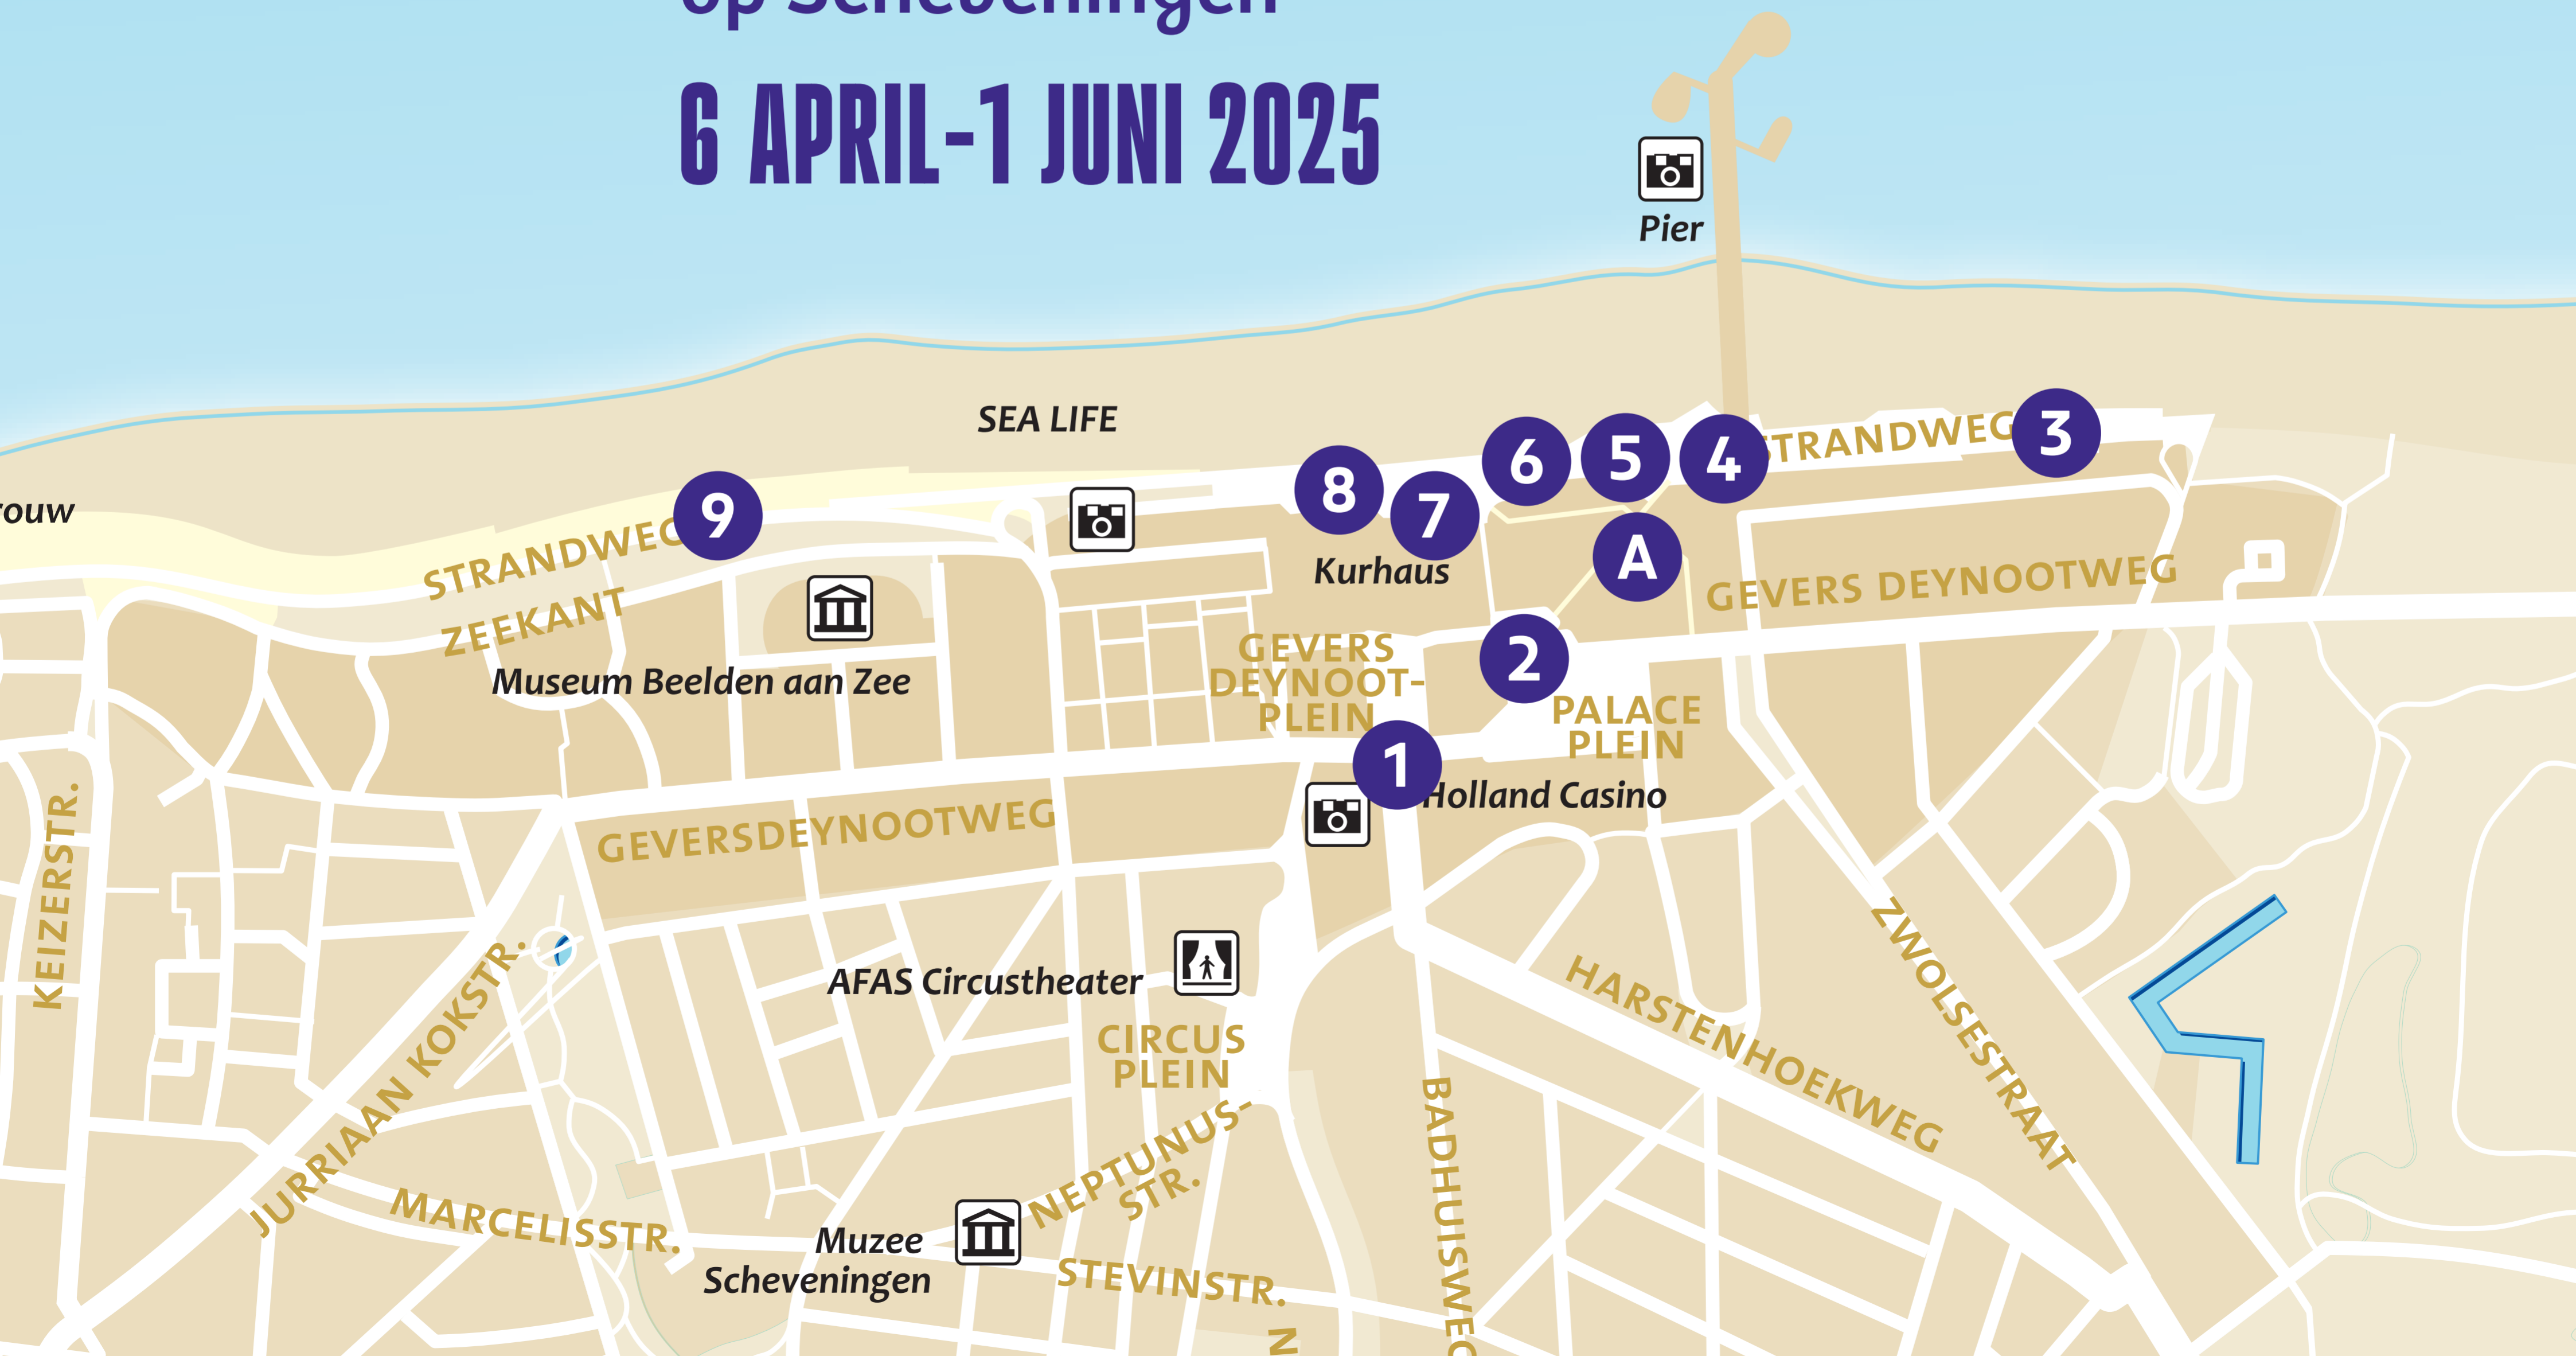 op Scheveningen
6 APRIL-1 JUNI 2025
Pier
SEA LIFE
STRANDWEG
3
4
5
6
8
7
9
A
Kurhaus
STRANDWEG
ZEEKANT
Museum Beelden aan Zee
GEVERS DEYNOOTWEG
GEVERS
DEYNOOT-
PLEIN
2
PALACE
PLEIN
1
Holland Casino
GEVERSDEYNOOTWEG
KEIZERSTR.
JURRIAAN KOKSTR.
AFAS Circustheater
CIRCUS
PLEIN
HARSTENHOEKWEG
ZWOLSESTRAAT
NEPTUNUS-
STR.
BADHUISWEG
MARCELISSTR.
Muzee
Scheveningen
STEVINSTR.